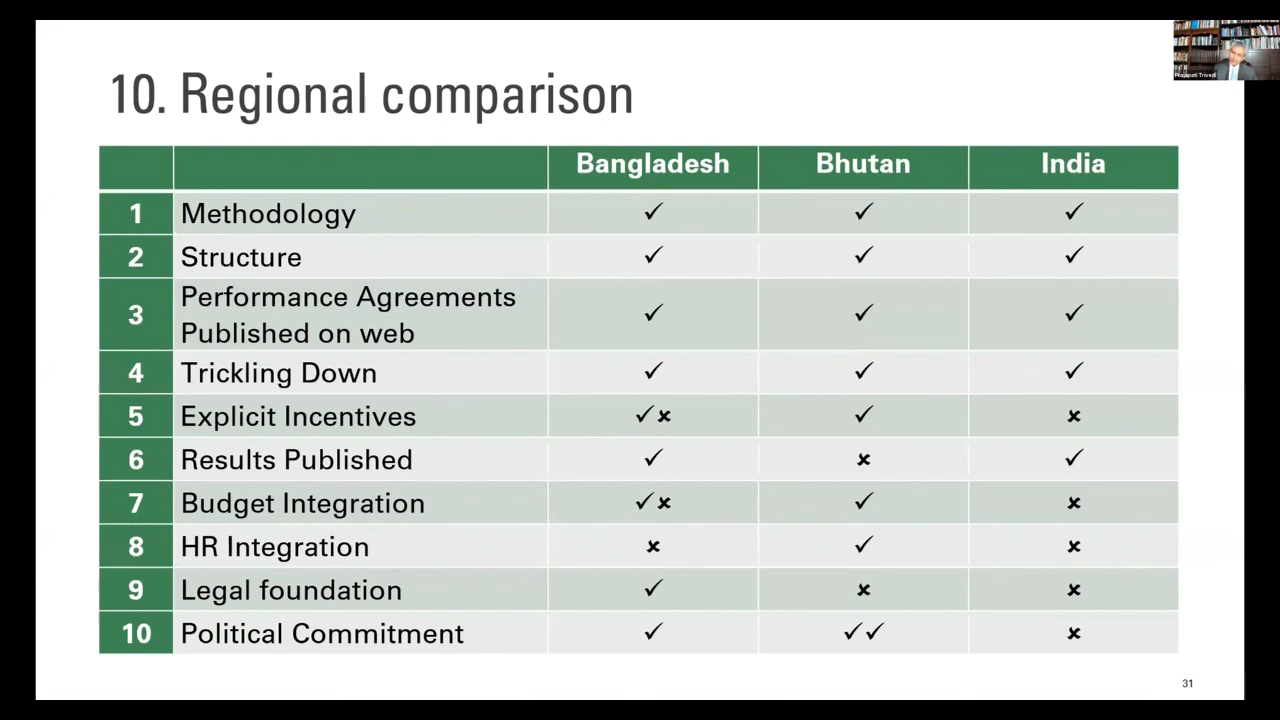 Prajapati Trivedi
10. Regional comparison
Bangladesh Bhutan India
1 Methodology ✓ ✓ ✓
2 Structure ✓ ✓ ✓
3 Performance Agreements
Published on web ✓ ✓ ✓
4 Trickling Down ✓ ✓ ✓
5 Explicit Incentives ✓✗ ✓ ✗
6 Results Published ✓ ✗ ✓
7 Budget Integration ✓✗ ✓ ✗
8 HR Integration ✗ ✓ ✗
9 Legal foundation ✓ ✗ ✗
10 Political Commitment ✓ ✓✓ ✗
31